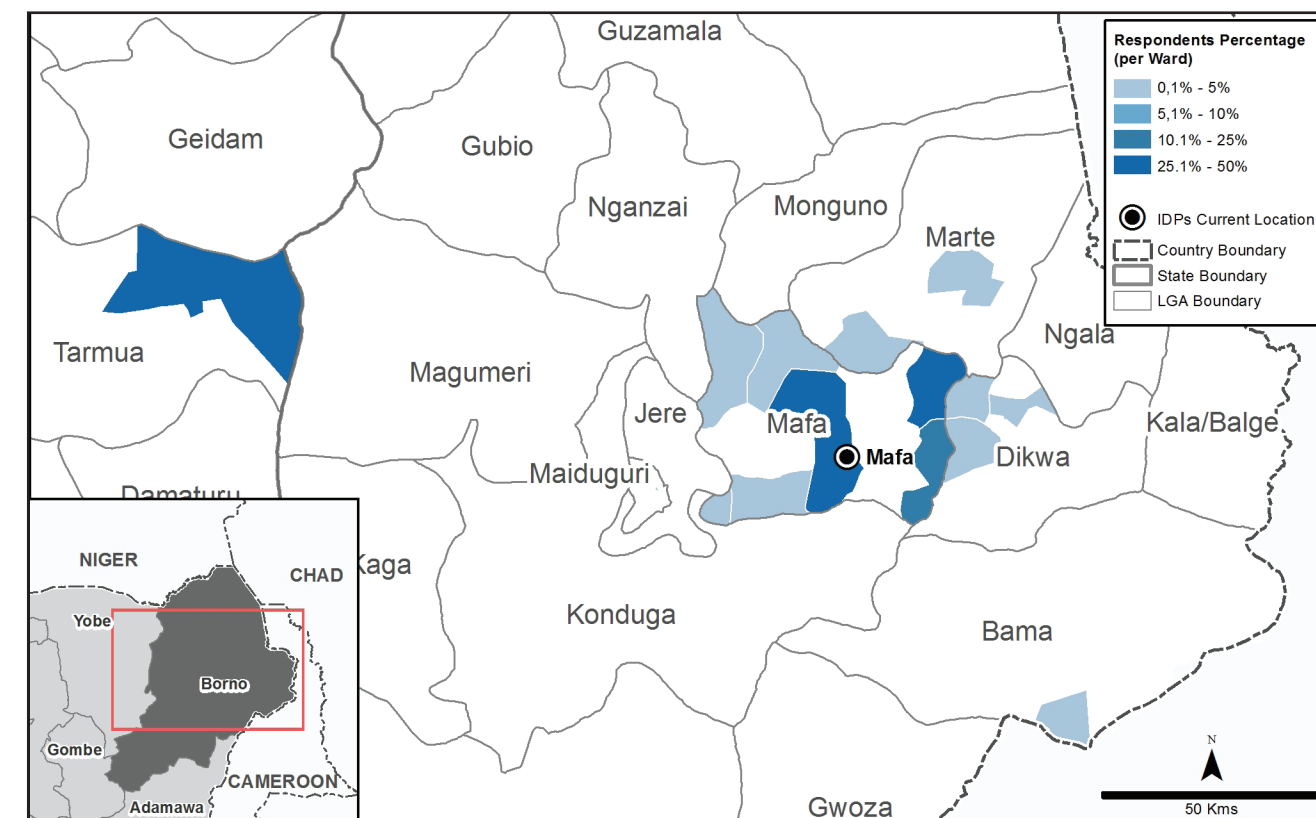 Guzamala
Geidam
Gubio
Nganzai
Monguno
Marte
Ngala
Tarmua
Magumeri
Jere
Mafa
Kala/Balge
Mafa
Dikwa
Maiduguri
Damaturu
Kaga
Konduga
Bama
Gwoza
Respondents Percentage
(per Ward)
0,1% - 5%
5,1% - 10%
10.1% - 25%
25.1% - 50%
IDPs Current Location
Country Boundary
State Boundary
LGA Boundary
NIGER
CHAD
Yobe
Borno
Gombe
CAMEROON
Adamawa
N
50 Kms